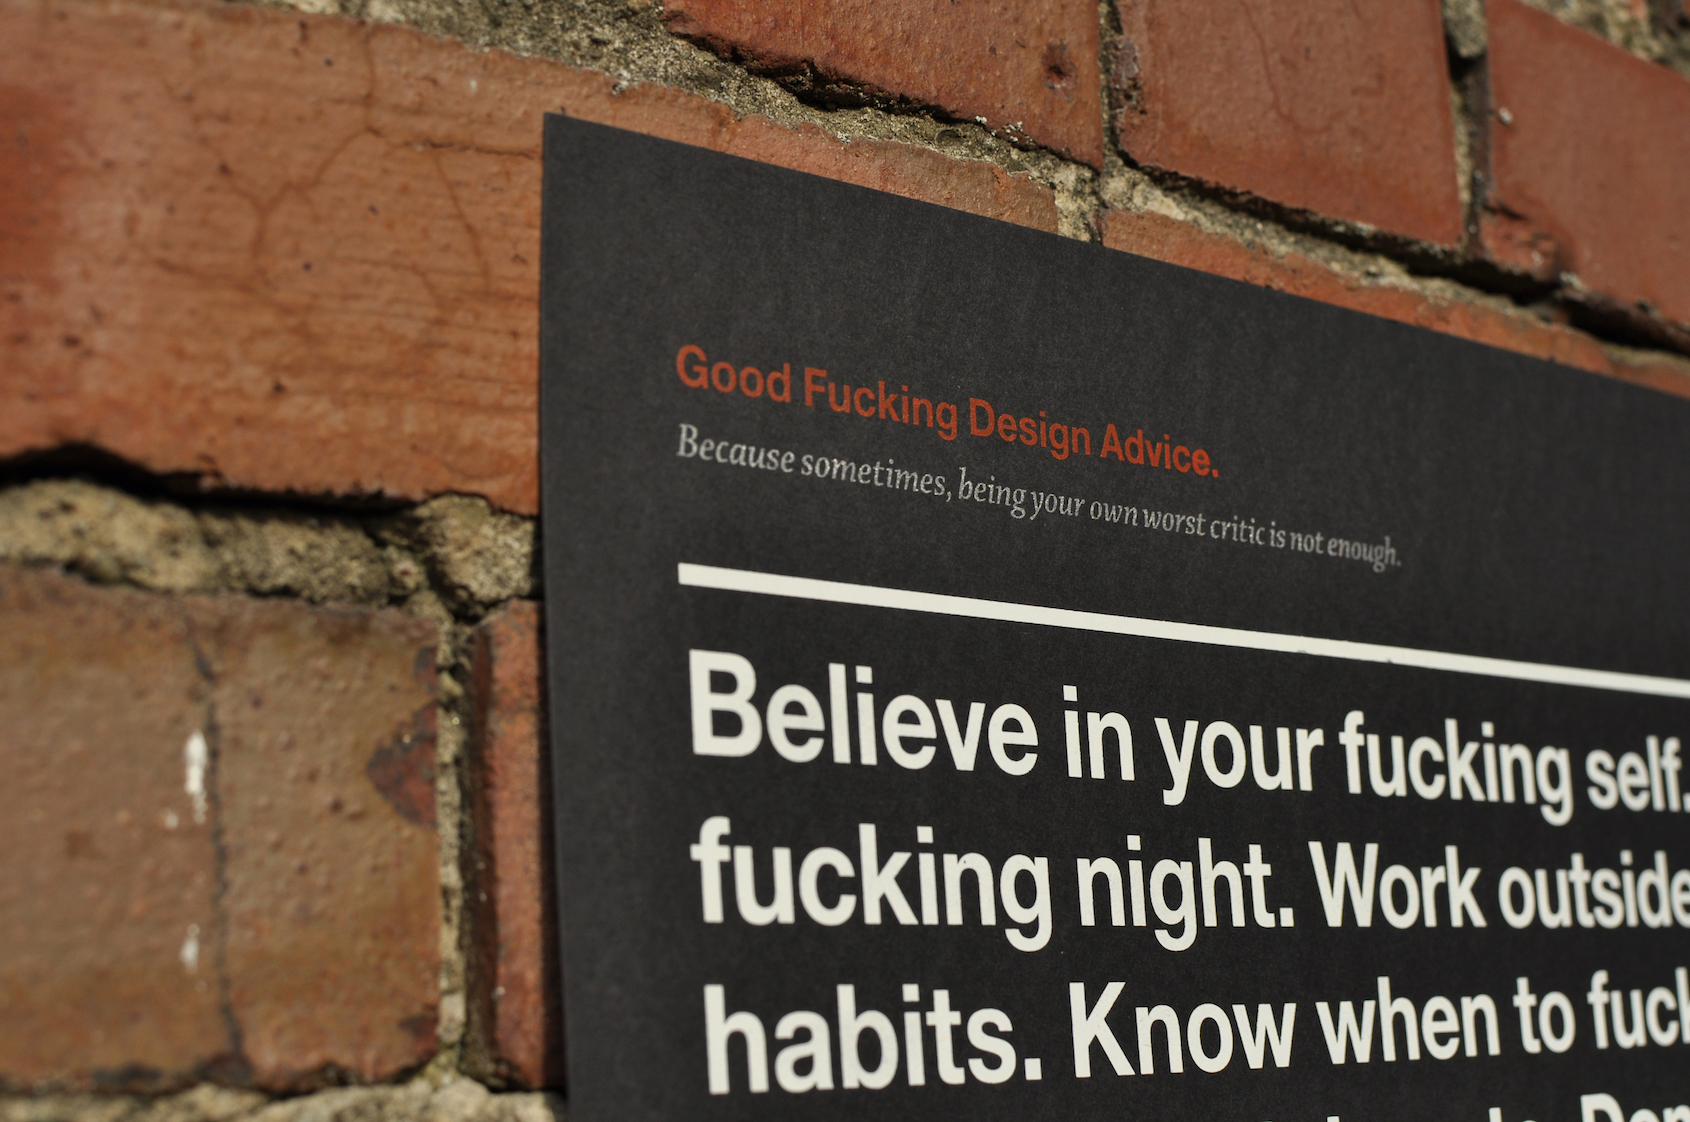 Good Fucking Design Advice.
Because sometimes, being your own worst critic is not enough.
Believe in your fucking self.
fucking night. Work outside
habits. Know when to